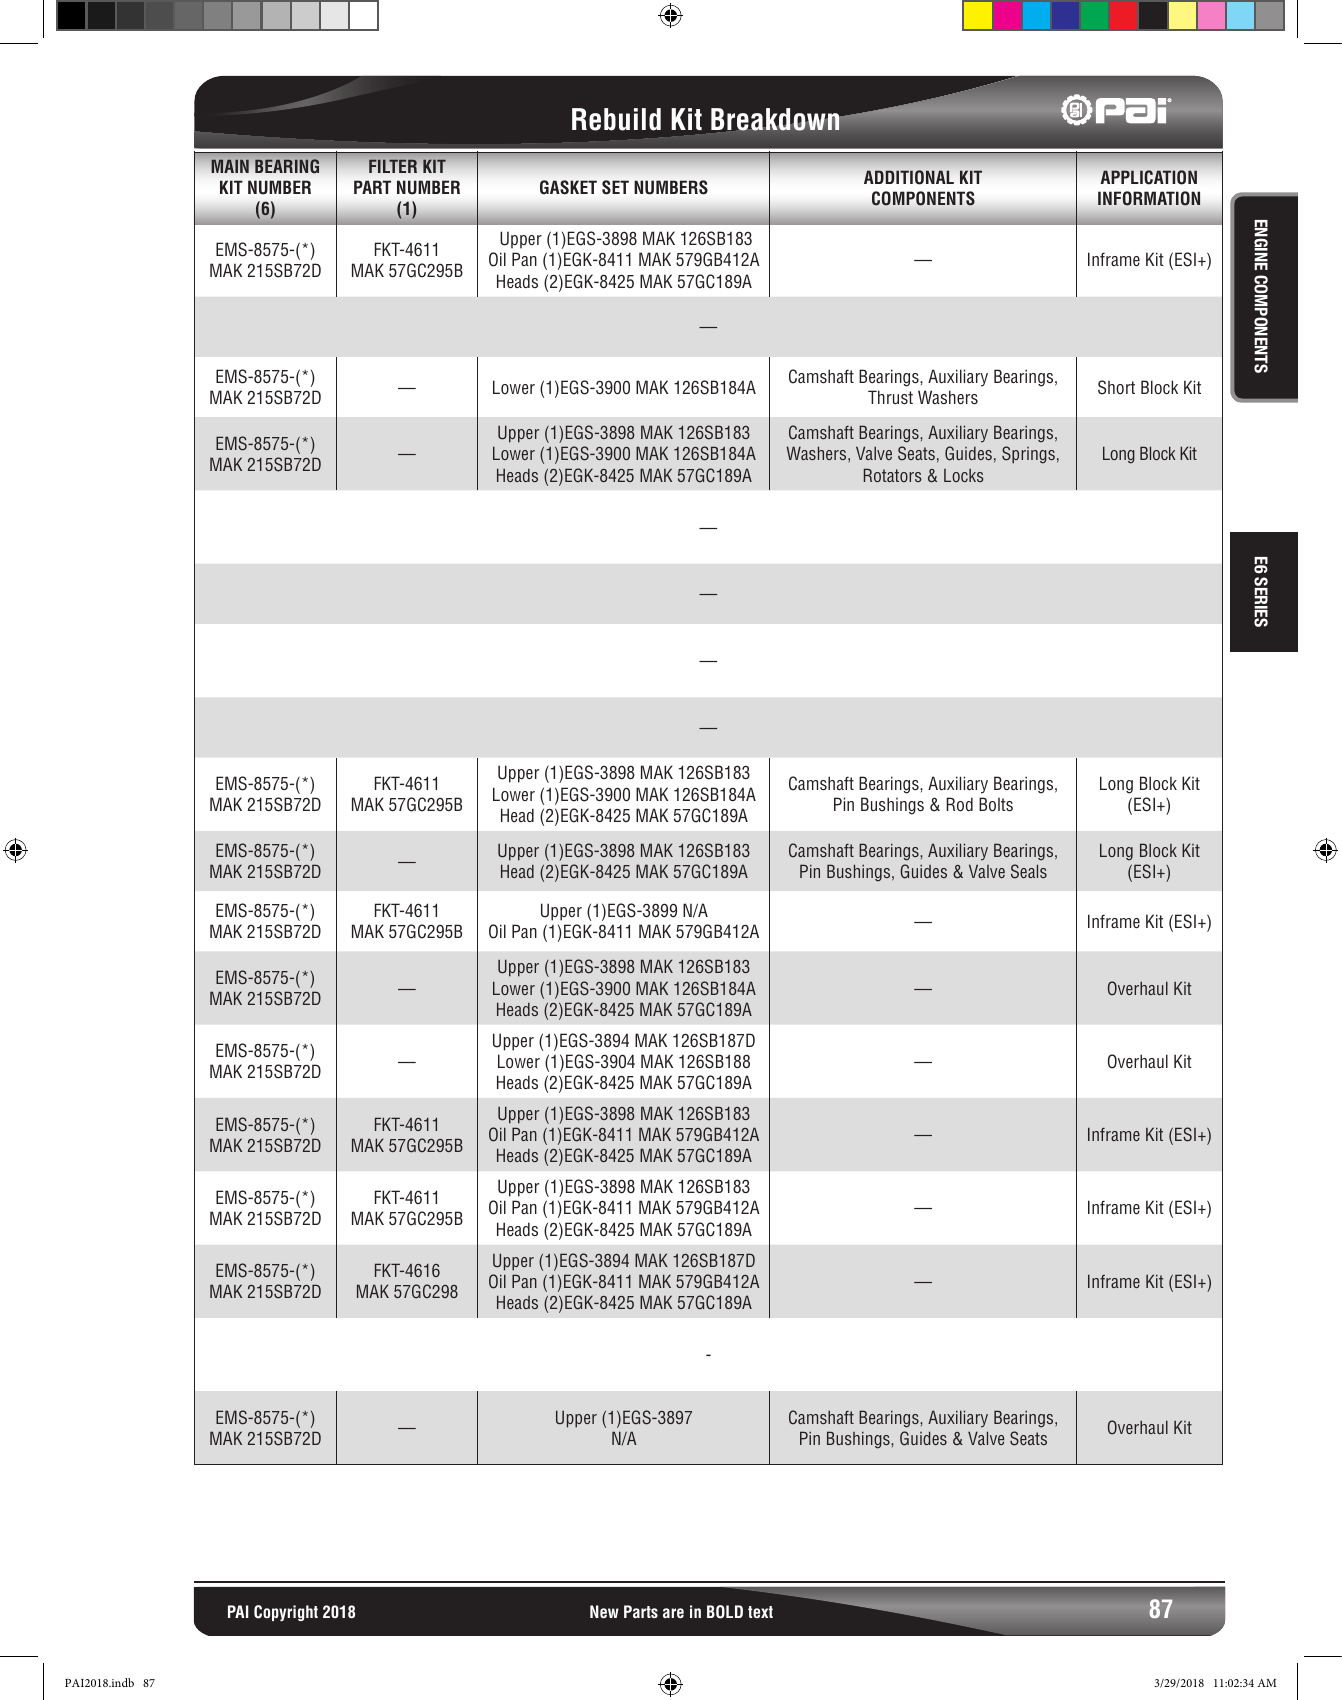 Rebuild Kit Breakdown
pai
MAIN BEARING
KIT NUMBER
(6)
FILTER KIT
PART NUMBER
(1)
GASKET SET NUMBERS
ADDITIONAL KIT
COMPONENTS
APPLICATION
INFORMATION
EMS-8575-(*)
MAK 215SB72D
FKT-4611
MAK 57GC295B
Upper (1)EGS-3898 MAK 126SB183
Oil Pan (1)EGK-8411 MAK 579GB412A
Heads (2)EGK-8425 MAK 57GC189A
—
Inframe Kit (ESI+)
—
EMS-8575-(*)
MAK 215SB72D
—
Lower (1)EGS-3900 MAK 126SB184A
Camshaft Bearings, Auxiliary Bearings,
Thrust Washers
Short Block Kit
EMS-8575-(*)
MAK 215SB72D
—
Upper (1)EGS-3898 MAK 126SB183
Lower (1)EGS-3900 MAK 126SB184A
Heads (2)EGK-8425 MAK 57GC189A
Camshaft Bearings, Auxiliary Bearings,
Washers, Valve Seats, Guides, Springs,
Rotators & Locks
Long Block Kit
—
—
—
—
EMS-8575-(*)
MAK 215SB72D
FKT-4611
MAK 57GC295B
Upper (1)EGS-3898 MAK 126SB183
Lower (1)EGS-3900 MAK 126SB184A
Head (2)EGK-8425 MAK 57GC189A
Camshaft Bearings, Auxiliary Bearings,
Pin Bushings & Rod Bolts
Long Block Kit
(ESI+)
EMS-8575-(*)
MAK 215SB72D
—
Upper (1)EGS-3898 MAK 126SB183
Head (2)EGK-8425 MAK 57GC189A
Camshaft Bearings, Auxiliary Bearings,
Pin Bushings, Guides & Valve Seals
Long Block Kit
(ESI+)
EMS-8575-(*)
MAK 215SB72D
FKT-4611
MAK 57GC295B
Upper (1)EGS-3899 N/A
Oil Pan (1)EGK-8411 MAK 579GB412A
—
Inframe Kit (ESI+)
EMS-8575-(*)
MAK 215SB72D
—
Upper (1)EGS-3898 MAK 126SB183
Lower (1)EGS-3900 MAK 126SB184A
Heads (2)EGK-8425 MAK 57GC189A
—
Overhaul Kit
EMS-8575-(*)
MAK 215SB72D
—
Upper (1)EGS-3894 MAK 126SB187D
Lower (1)EGS-3904 MAK 126SB188
Heads (2)EGK-8425 MAK 57GC189A
—
Overhaul Kit
EMS-8575-(*)
MAK 215SB72D
FKT-4611
MAK 57GC295B
Upper (1)EGS-3898 MAK 126SB183
Oil Pan (1)EGK-8411 MAK 579GB412A
Heads (2)EGK-8425 MAK 57GC189A
—
Inframe Kit (ESI+)
EMS-8575-(*)
MAK 215SB72D
FKT-4611
MAK 57GC295B
Upper (1)EGS-3898 MAK 126SB183
Oil Pan (1)EGK-8411 MAK 579GB412A
Heads (2)EGK-8425 MAK 57GC189A
—
Inframe Kit (ESI+)
EMS-8575-(*)
MAK 215SB72D
FKT-4616
MAK 57GC298
Upper (1)EGS-3894 MAK 126SB187D
Oil Pan (1)EGK-8411 MAK 579GB412A
Heads (2)EGK-8425 MAK 57GC189A
—
Inframe Kit (ESI+)
-
EMS-8575-(*)
MAK 215SB72D
—
Upper (1)EGS-3897
N/A
Camshaft Bearings, Auxiliary Bearings,
Pin Bushings, Guides & Valve Seats
Overhaul Kit
ENGINE COMPONENTS
E6 SERIES
PAI Copyright 2018
New Parts are in BOLD text
87
PAI2018.indb 87
3/29/2018 11:02:34 AM